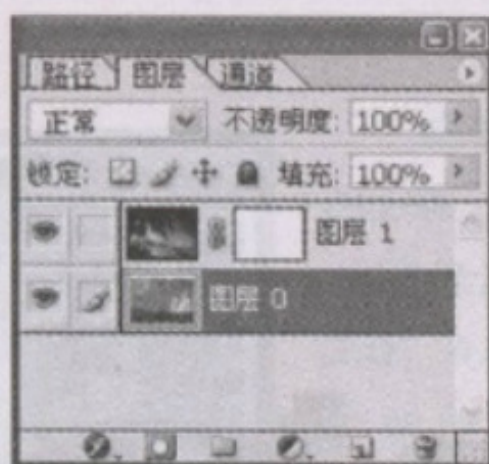 路径 图层 通道
正常 不透明度: 100%
锁定: 填充: 100%
图层 1
图层 0